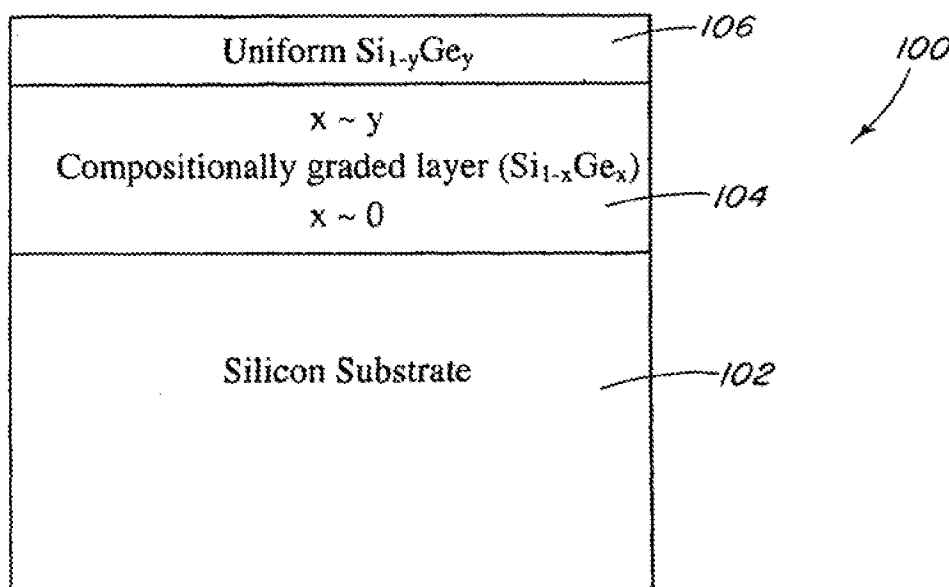 Uniform Si₁₋yGey
106
100
x ~ y
Compositionally graded layer (Si₁₋ₓGeₓ)
104
x ~ 0
Silicon Substrate
102